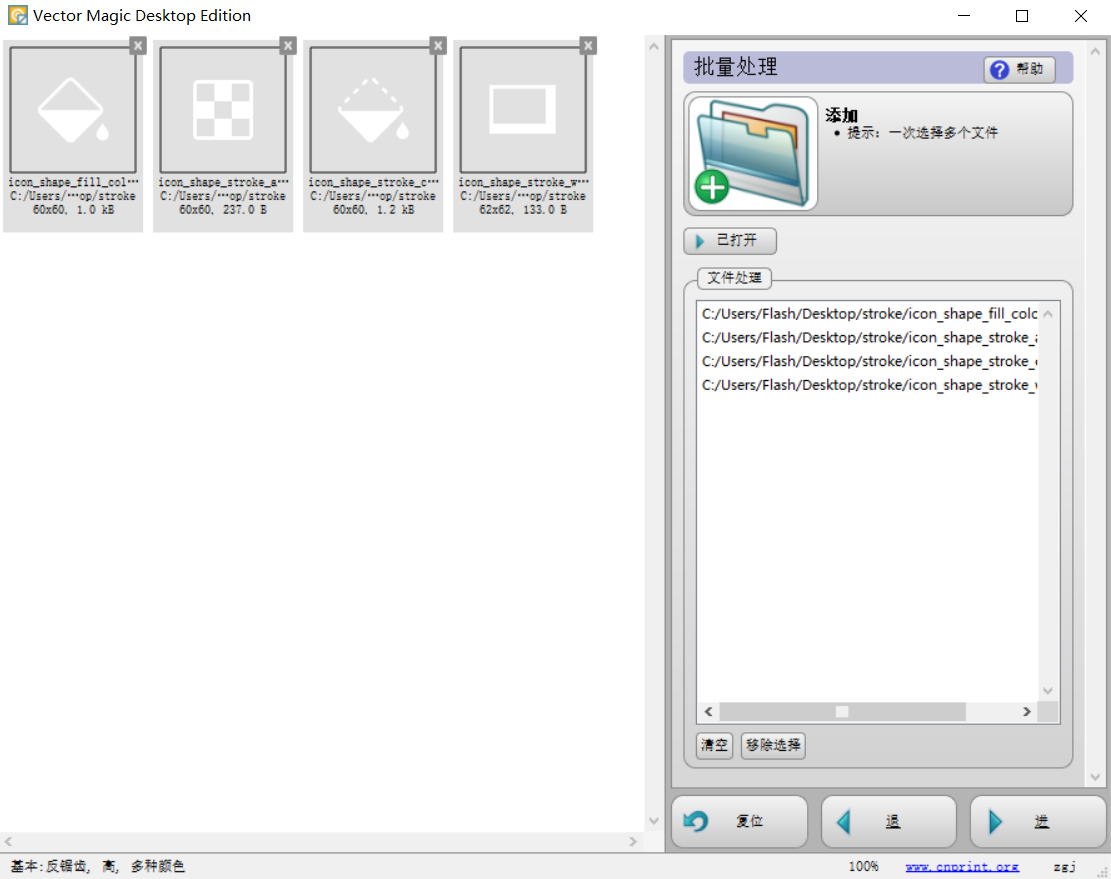 Vector Magic Desktop Edition
icon_shape_fill_col…
C:/Users/…op/stroke
60x60, 1.0 kB
icon_shape_stroke_a…
C:/Users/…op/stroke
60x60, 237.0 B
icon_shape_stroke_c…
C:/Users/…op/stroke
60x60, 1.2 kB
icon_shape_stroke_w…
C:/Users/…op/stroke
62x62, 133.0 B
批量处理
帮助
添加
• 提示: 一次选择多个文件
已打开
文件处理
C:/Users/Flash/Desktop/stroke/icon_shape_fill_colo
C:/Users/Flash/Desktop/stroke/icon_shape_stroke_a
C:/Users/Flash/Desktop/stroke/icon_shape_stroke_c
C:/Users/Flash/Desktop/stroke/icon_shape_stroke_w
清空
移除选择
复位
退
进
基本:反锯齿, 高, 多种颜色
100%
www.cnprint.org
zgj